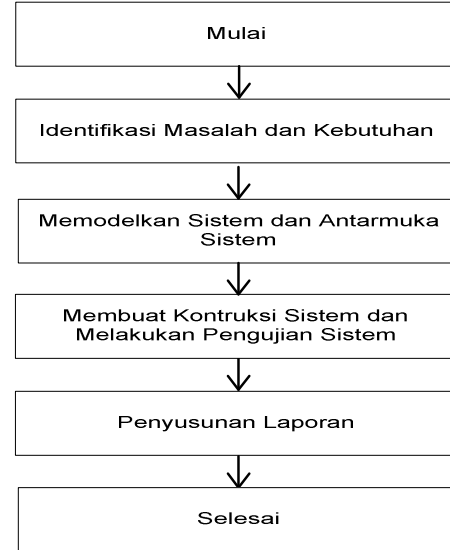 Mulai
Identifikasi Masalah dan Kebutuhan
Memodelkan Sistem dan Antarmuka
Sistem
Membuat Kontruksi Sistem dan
Melakukan Pengujian Sistem
Penyusunan Laporan
Selesai